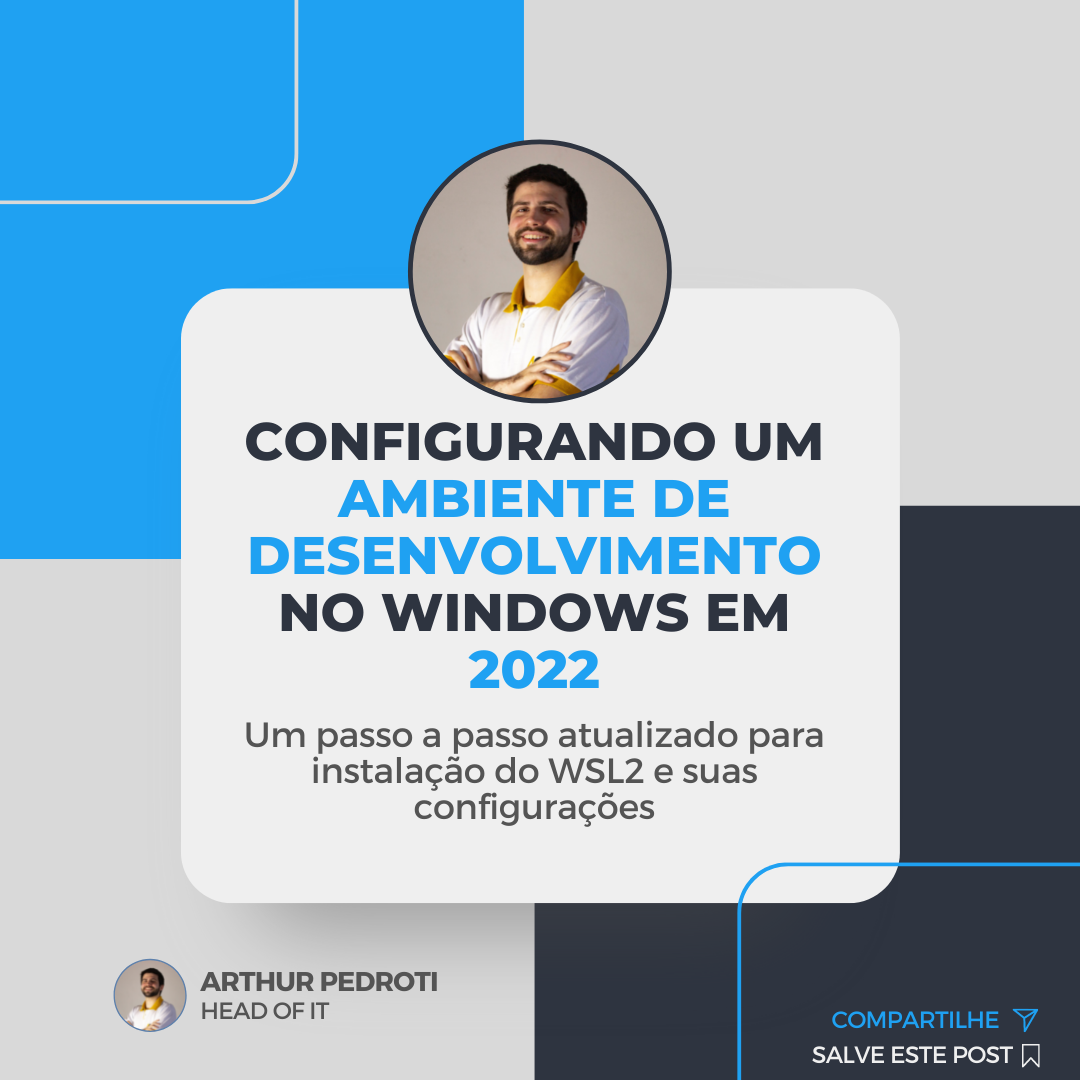 CONFIGURANDO UM
AMBIENTE DE
DESENVOLVIMENTO
NO WINDOWS EM
2022
Um passo a passo atualizado para
instalação do WSL2 e suas
configurações
ARTHUR PEDROTI
HEAD OF IT
COMPARTILHE
SALVE ESTE POST